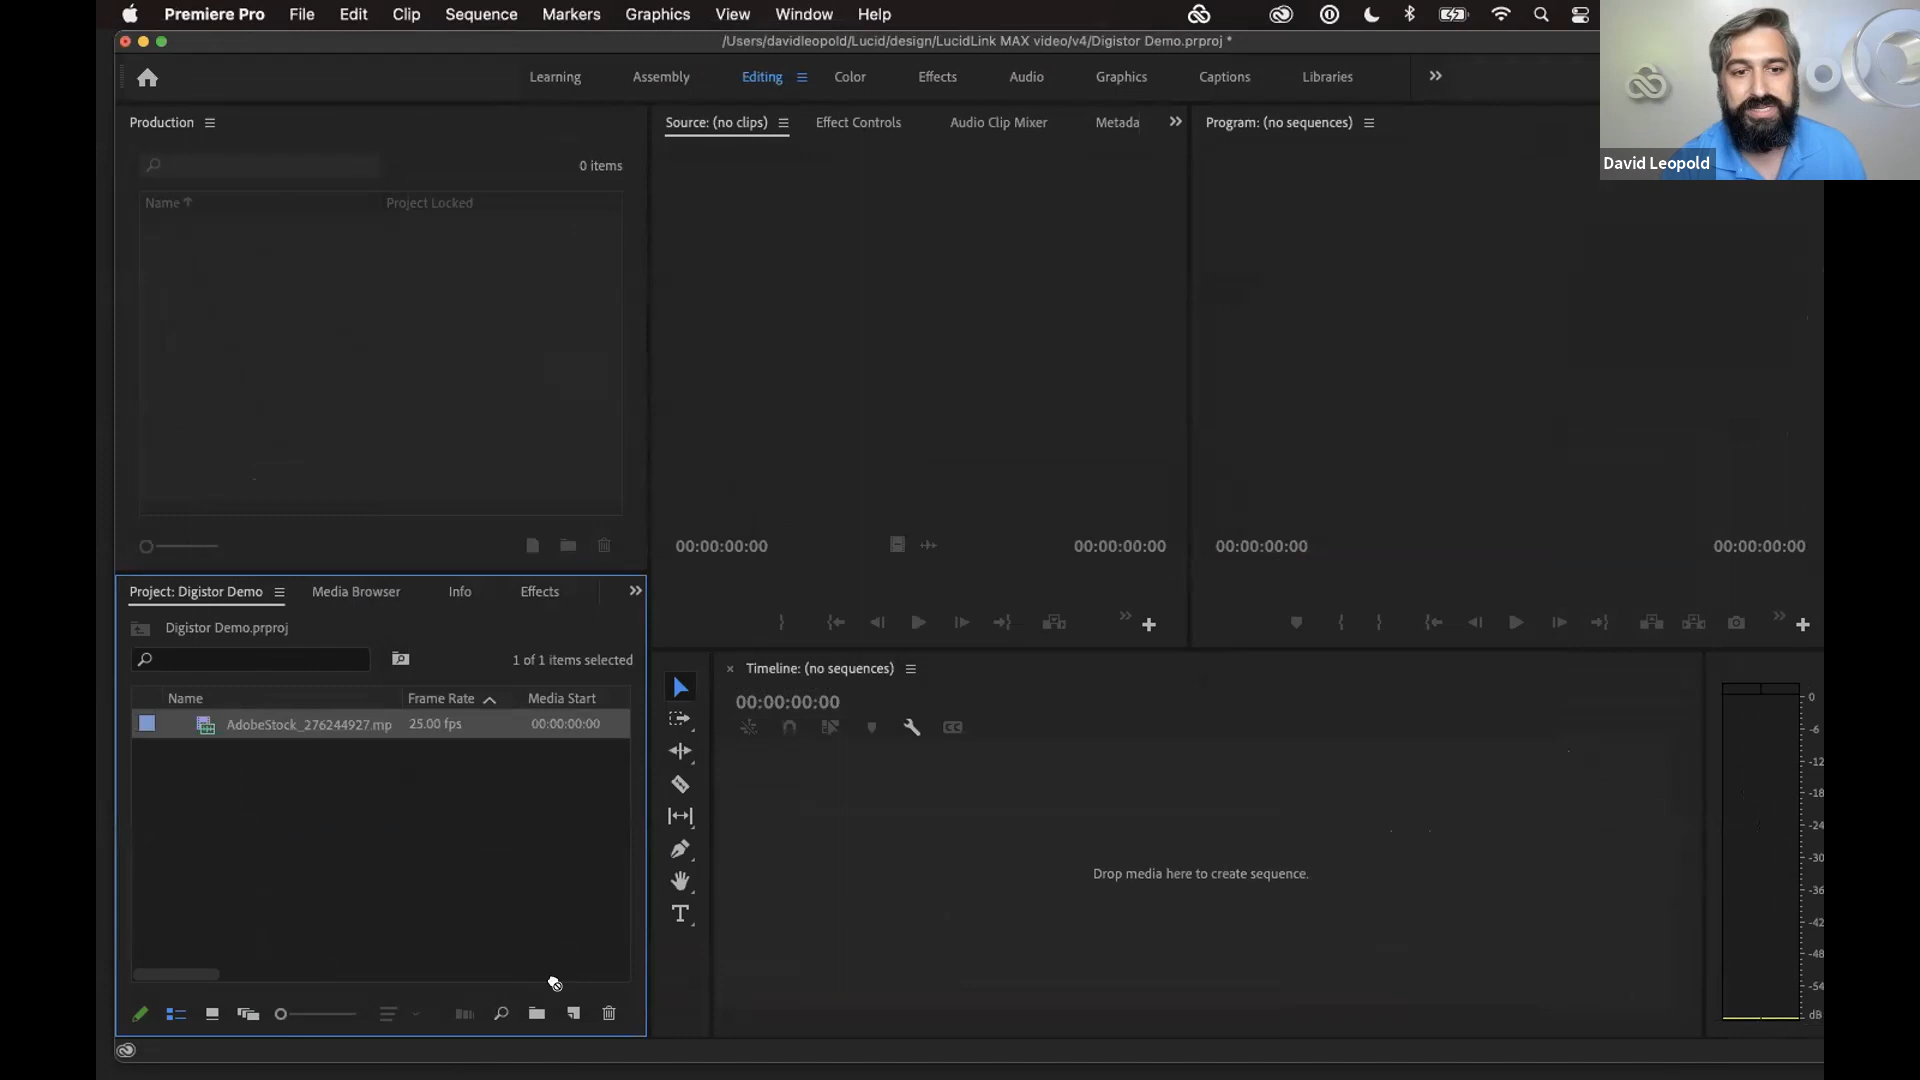 Premiere Pro File Edit Clip Sequence Markers Graphics View Window Help
/Users/davidleopold/Lucid/design/LucidLink MAX video/v4/Digistor Demo.prproj *
Learning Assembly Editing Color Effects Audio Graphics Captions Libraries
David Leopold
Production
0 items
Name Project Locked
Source: (no clips) Effect Controls Audio Clip Mixer Metada
00:00:00:00 00:00:00:00
Program: (no sequences)
00:00:00:00 00:00:00:00
Project: Digistor Demo Media Browser Info Effects
Digistor Demo.prproj
1 of 1 items selected
Name Frame Rate Media Start
AdobeStock_276244927.mp 25.00 fps 00:00:00:00
Timeline: (no sequences)
00:00:00:00
Drop media here to create sequence.
0
-6
-12
-18
-24
-30
-36
-42
-48
-54
dB